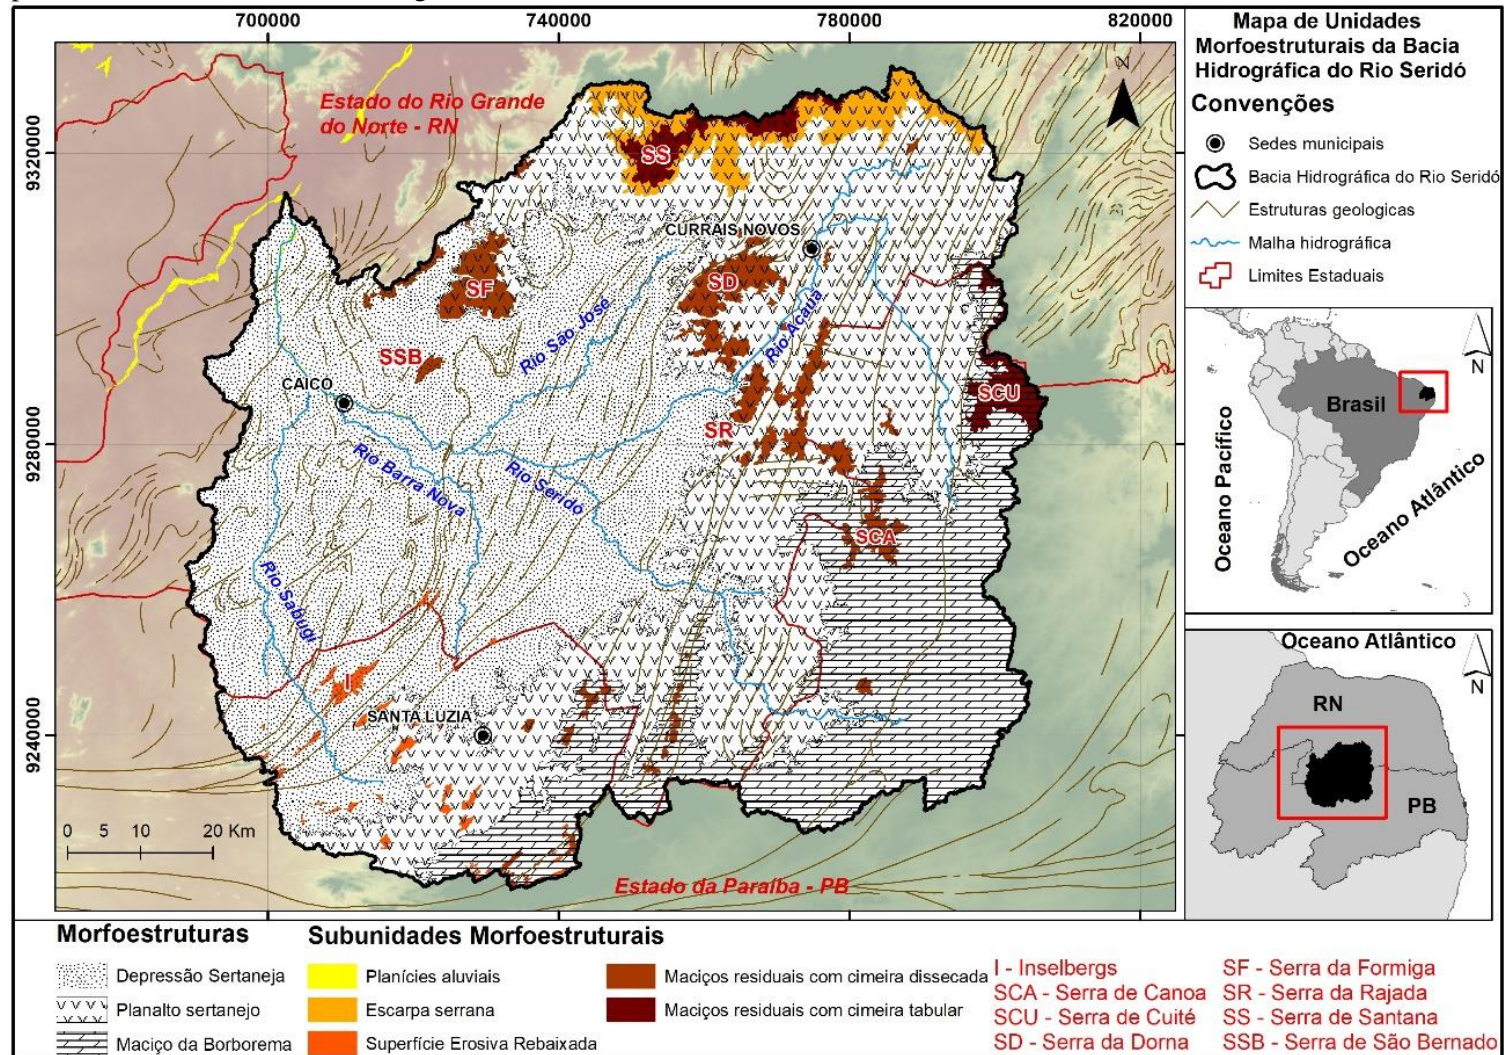 700000
740000
780000
820000
9320000
9280000
9240000
Estado do Rio Grande
do Norte - RN
SS
CURRAIS NOVOS
SF
SD
Rio São José
Rio Acauã
SSB
CAICO
SCU
SR
Rio Barra Nova
Rio Seridó
SCA
Rio Sabugi
I
SANTA LUZIA
N
0 5 10 20 Km
Estado da Paraíba - PB
Mapa de Unidades
Morfoestruturais da Bacia
Hidrográfica do Rio Seridó
Convenções
Sedes municipais
Bacia Hidrográfica do Rio Seridó
Estruturas geologicas
Malha hidrográfica
Limites Estaduais
N
Brasil
Oceano Pacífico
Oceano Atlântico
Oceano Atlântico
N
RN
PB
Morfoestruturas
Depressão Sertaneja
Planalto sertanejo
Maciço da Borborema
Subunidades Morfoestruturais
Planícies aluviais
Escarpa serrana
Superfície Erosiva Rebaixada
Maciços residuais com cimeira dissecada
Maciços residuais com cimeira tabular
I - Inselbergs
SCA - Serra de Canoa
SCU - Serra de Cuité
SD - Serra da Dorna
SF - Serra da Formiga
SR - Serra da Rajada
SS - Serra de Santana
SSB - Serra de São Bernado